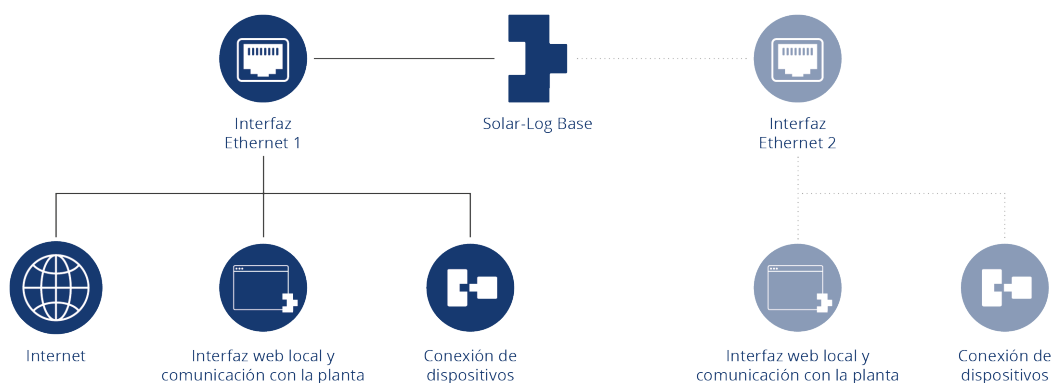 Interfaz
Ethernet 1
Solar-Log Base
Interfaz
Ethernet 2
Internet
Interfaz web local y
comunicación con la planta
Conexión de
dispositivos
Interfaz web local y
comunicación con la planta
Conexión de
dispositivos